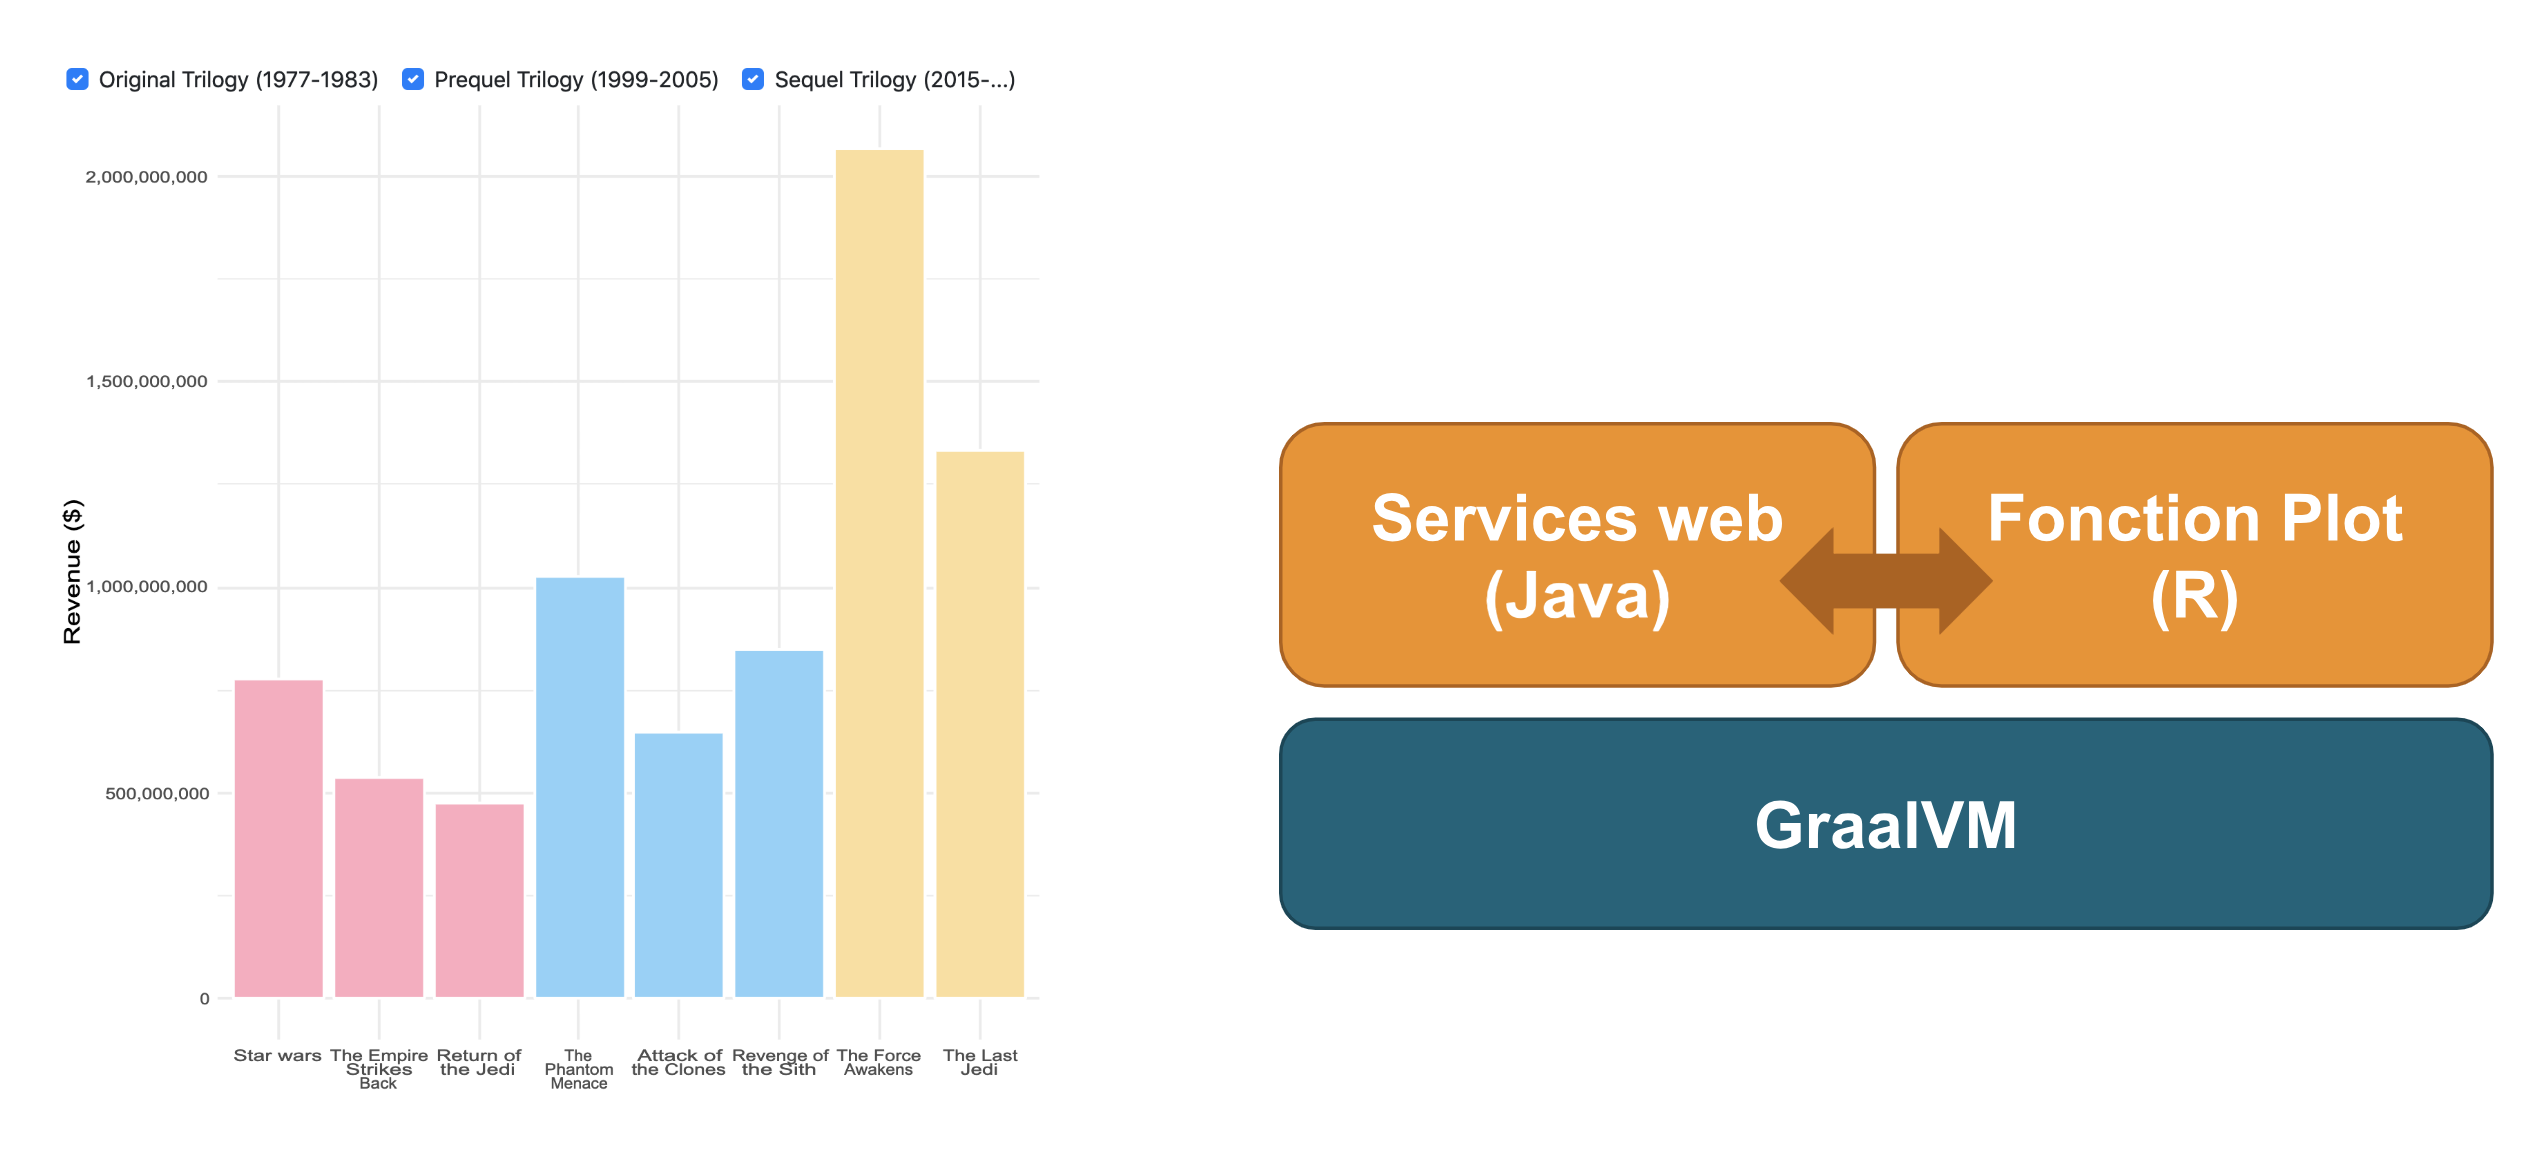 Original Trilogy (1977-1983) Prequel Trilogy (1999-2005) Sequel Trilogy (2015-...)
2,000,000,000
1,500,000,000
1,000,000,000
500,000,000
0
Revenue ($)
Star wars
The Empire
Strikes
Back
Return of
the Jedi
The
Phantom
Menace
Attack of
the Clones
Revenge of
the Sith
The Force
Awakens
The Last
Jedi
Services web
(Java)
Fonction Plot
(R)
GraalVM